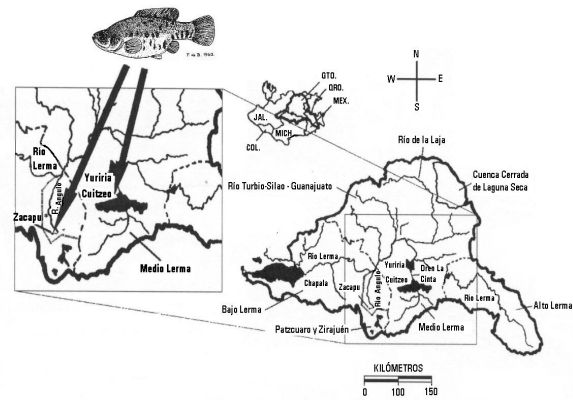 N
W E
S
GTO.
QRO.
MEX.
JAL.
MICH.
COL.
Río
Lerma
Yuriria
Cuitzeo
R. Angulo
Zacapu
Medio Lerma
Río de la Laja
Cuenca Cerrada
de Laguna Seca
Río Turbio-Silao - Guanajuato
Río Lerma
Yuriria
Cuitzeo
Dren La
Cinta
Chapala
Zacapu
Río Angulo
Río Lerma
Alto Lerma
Bajo Lerma
Medio Lerma
Patzcuaro y Zirajuén
KILÓMETROS
0 100 150